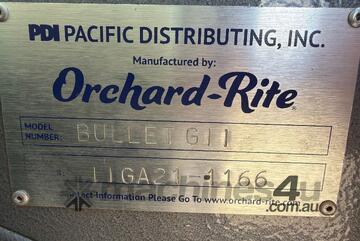 PDI PACIFIC DISTRIBUTING, INC.
Manufactured by:
Orchard-Rite®
MODEL NUMBER: BULLET GII
IIGA21-1166
machines4u
.com.au
Contact Information Please Go To www.orchard-rite.com